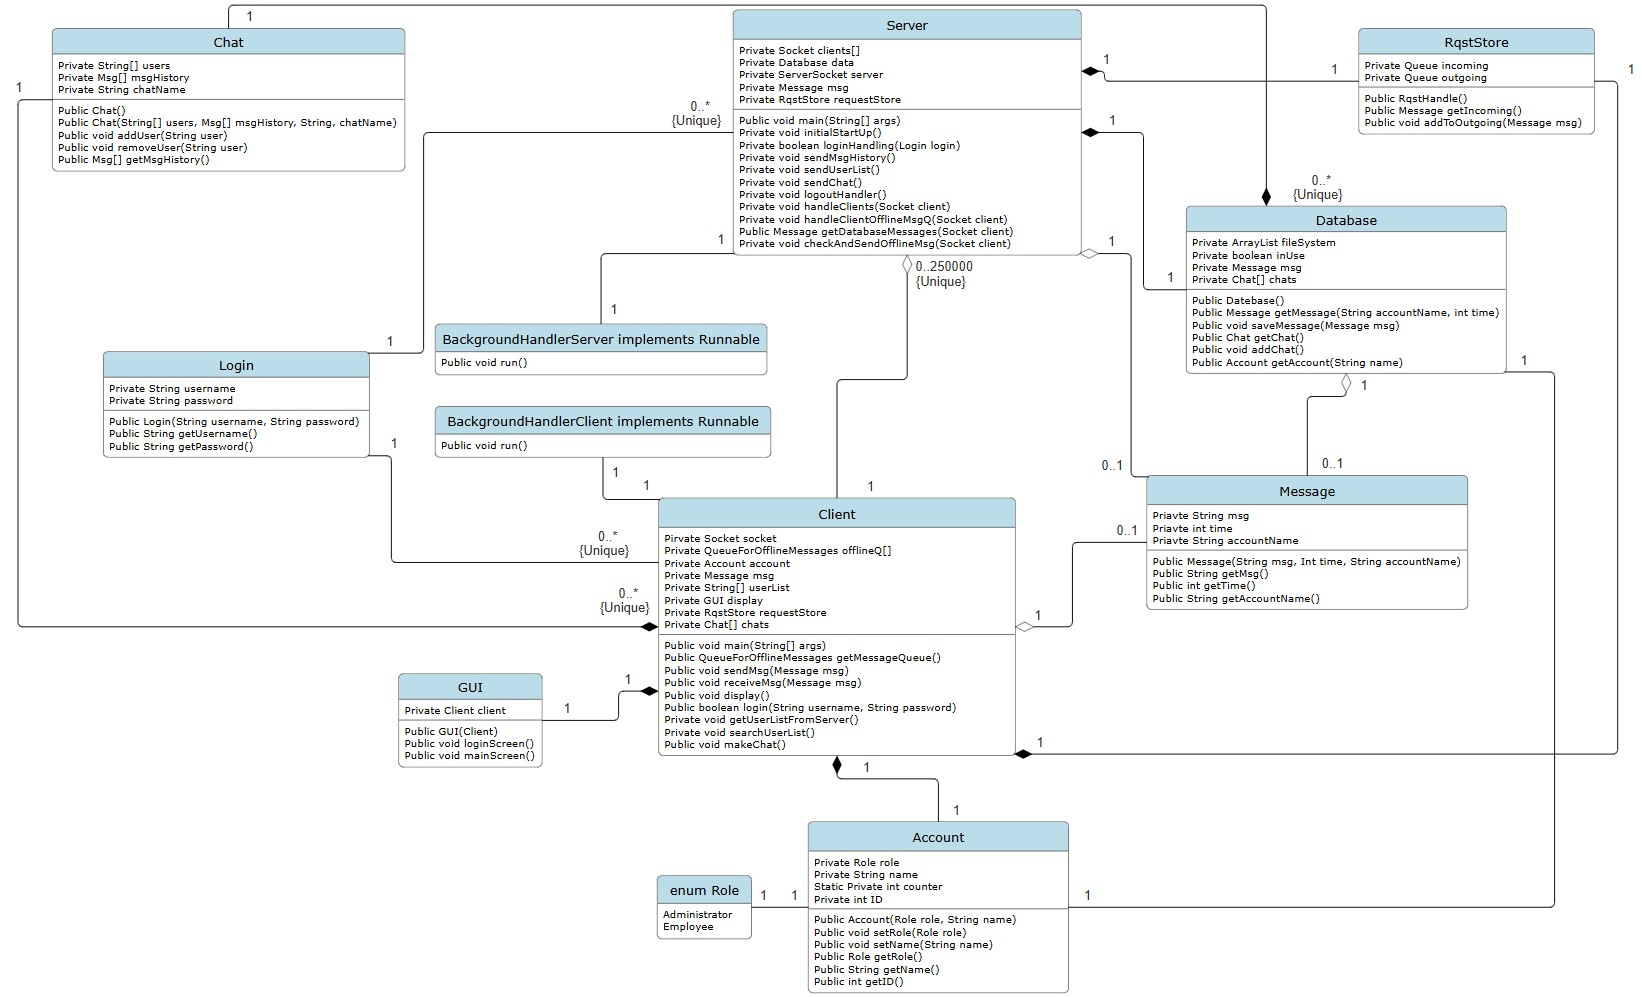 1
Chat
Private String[] users
Private Msg[] msgHistory
Private String chatName
Public Chat()
Public Chat(String[] users, Msg[] msgHistory, String, chatName)
Public void addUser(String user)
Public void removeUser(String user)
Public Msg[] getMsgHistory()
1
Server
Private Socket clients[]
Private Database data
Private ServerSocket server
Private Message msg
Private RqstStore requestStore
Public void main(String[] args)
Private void initialStartUp()
Private boolean loginHandling(Login login)
Private void sendMsgHistory()
Private void sendUserList()
Private void sendChat()
Private void logoutHandler()
Private void handleClients(Socket client)
Private void handleClientOfflineMsgQ(Socket client)
Public Message getDatabaseMessages(Socket client)
Private void checkAndSendOfflineMsg(Socket client)
0..*
{Unique}
1
1
1
1
RqstStore
Private Queue incoming
Private Queue outgoing
Public RqstHandle()
Public Message getIncoming()
Public void addToOutgoing(Message msg)
1
0..*
{Unique}
Database
Private ArrayList fileSystem
Private boolean inUse
Private Message msg
Private Chat[] chats
Public Datebase()
Public Message getMessage(String accountName, int time)
Public void saveMessage(Message msg)
Public Chat getChat()
Public void addChat()
Public Account getAccount(String name)
1
1
1
1
0..250000
{Unique}
1
BackgroundHandlerServer implements Runnable
Public void run()
1
Login
Private String username
Private String password
Public Login(String username, String password)
Public String getUsername()
Public String getPassword()
1
BackgroundHandlerClient implements Runnable
Public void run()
1
1
1
0..1
0..1
Message
Priavte String msg
Priavte int time
Priavte String accountName
Public Message(String msg, Int time, String accountName)
Public String getMsg()
Public int getTime()
Public String getAccountName()
0..1
0..*
{Unique}
0..*
{Unique}
Client
Pirvate Socket socket
Private QueueForOfflineMessages offlineQ[]
Private Account account
Private Message msg
Private String[] userList
Private GUI display
Private RqstStore requestStore
Private Chat[] chats
Public void main(String[] args)
Public QueueForOfflineMessages getMessageQueue()
Public void sendMsg(Message msg)
Public void receiveMsg(Message msg)
Public void display()
Public boolean login(String username, String password)
Private void getUserListFromServer()
Private void searchUserList()
Public void makeChat()
1
1
GUI
Private Client client
Public GUI(Client)
Public void loginScreen()
Public void mainScreen()
1
1
1
1
Account
Private Role role
Private String name
Static Private int counter
Private int ID
Public Account(Role role, String name)
Public void setRole(Role role)
Public void setName(String name)
Public Role getRole()
Public String getName()
Public int getID()
1
enum Role
Administrator
Employee
1
1